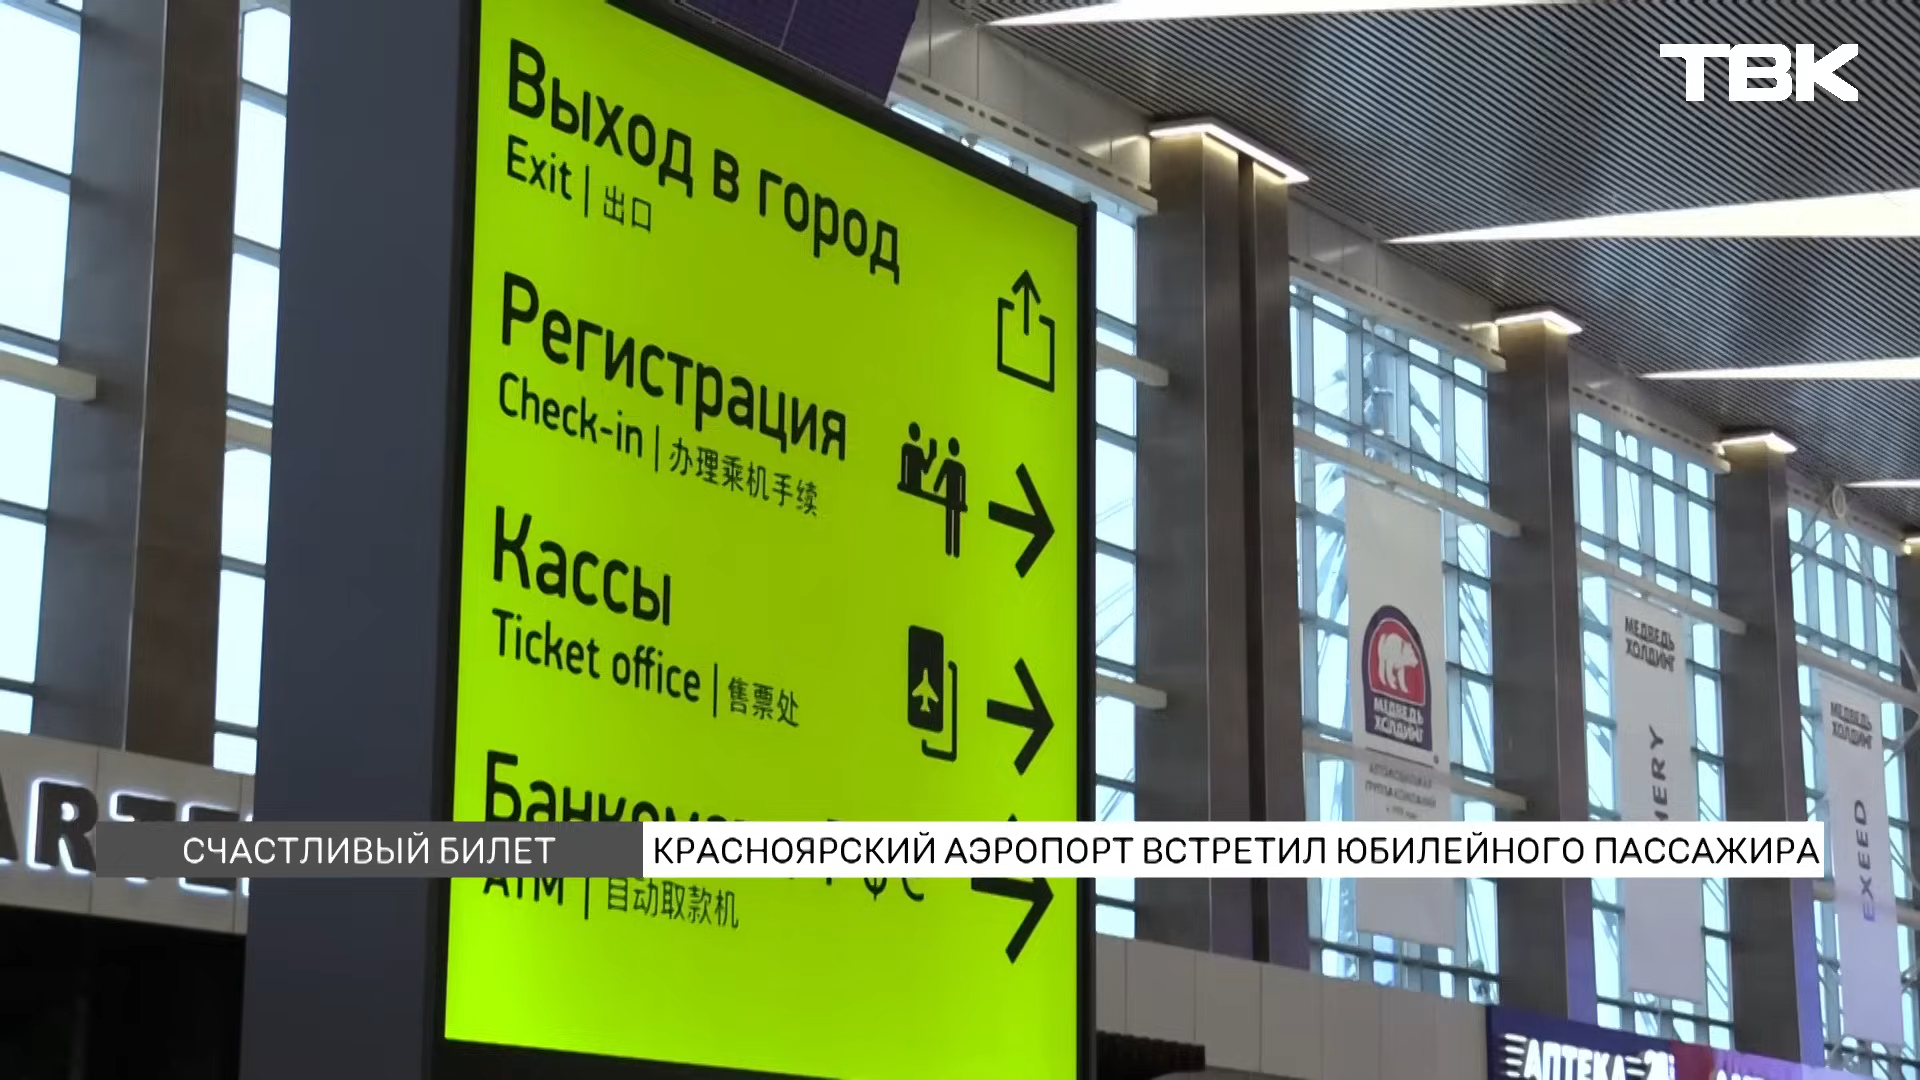 ТВК
Выход в город
Exit | 出口
Регистрация
Check-in | 办理乘机手续
Кассы
Ticket office | 售票处
ATM | 自动取款机
СЧАСТЛИВЫЙ БИЛЕТ
КРАСНОЯРСКИЙ АЭРОПОРТ ВСТРЕТИЛ ЮБИЛЕЙНОГО ПАССАЖИРА
МЕДВЕДЬ
ХОЛДИНГ
МЕДВЕДЬ
ХОЛДИНГ
МЕДВЕДЬ
ХОЛДИНГ
EXEED
АПТЕКА